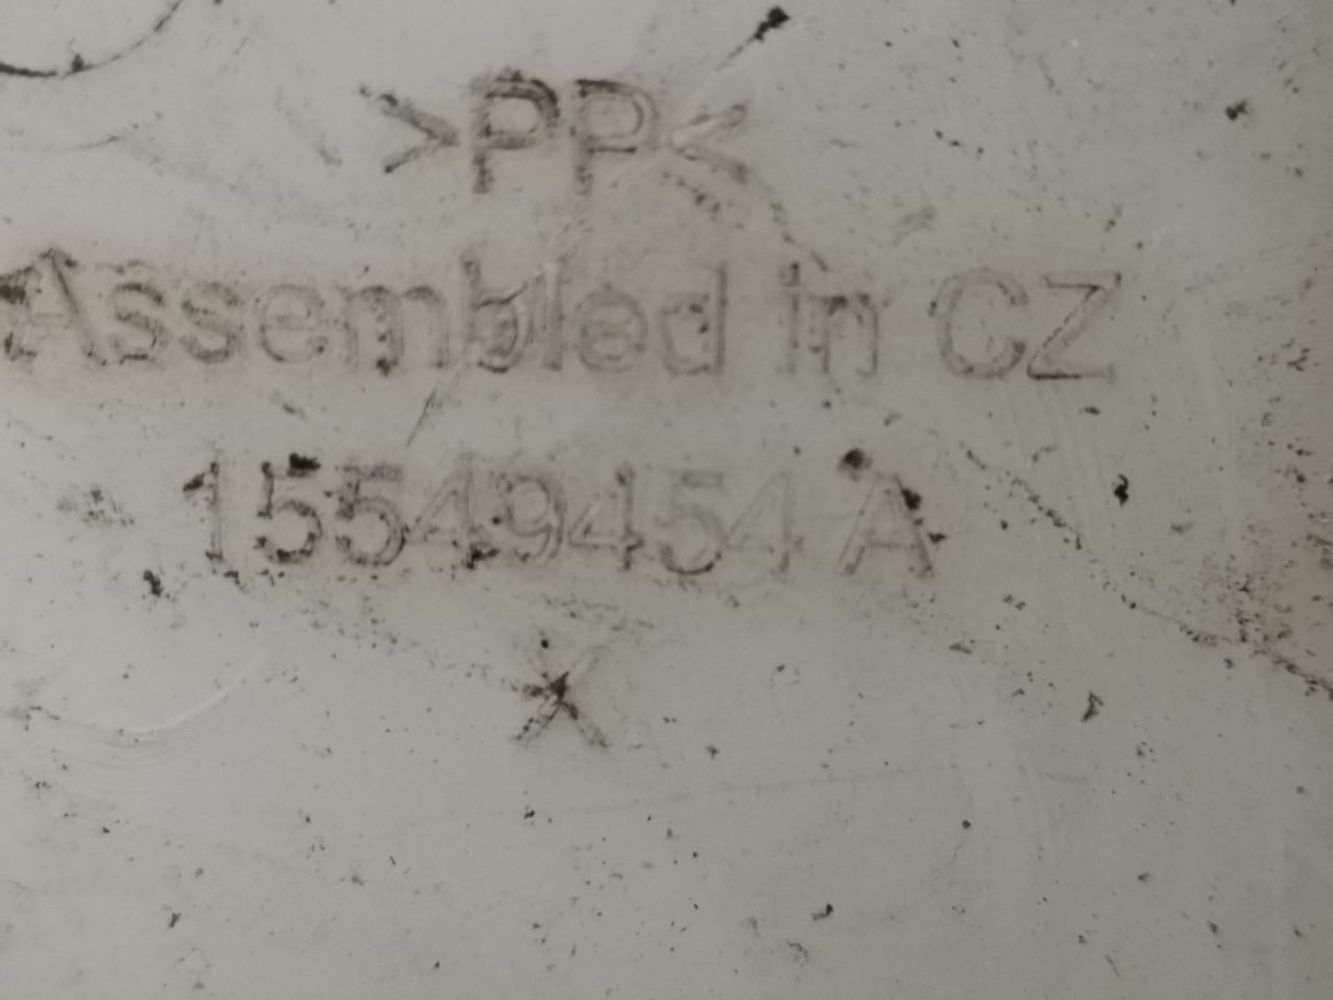 >PP<
Assembled in CZ
15549454 A
X